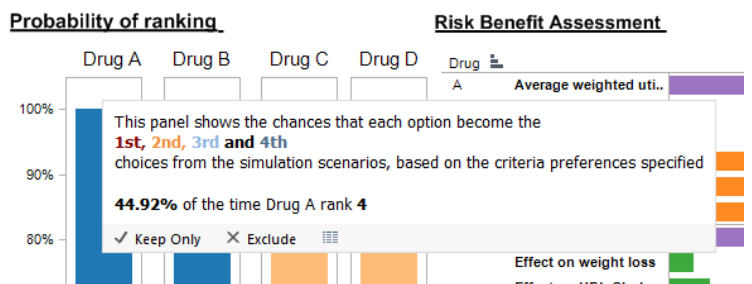 Probability of ranking
Risk Benefit Assessment
Drug A
Drug B
Drug C
Drug D
Drug
A
Average weighted uti..
100%
90%
80%
This panel shows the chances that each option become the
1st, 2nd, 3rd and 4th
choices from the simulation scenarios, based on the criteria preferences specified
44.92% of the time Drug A rank 4
Keep Only
Exclude
Effect on weight loss